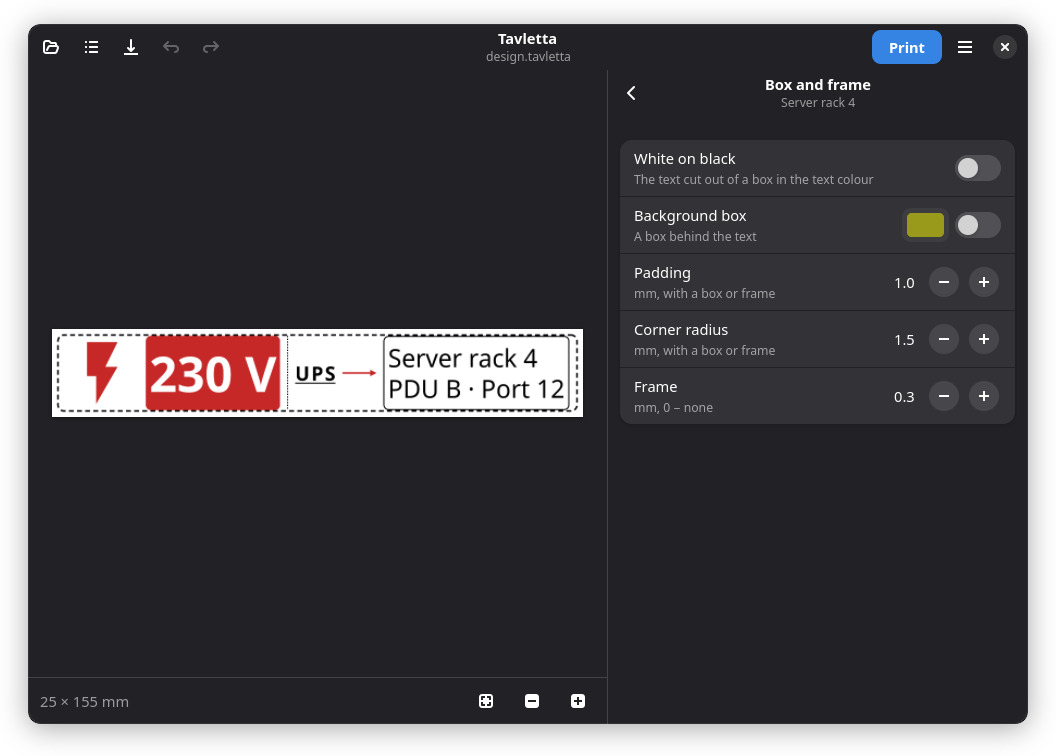 Tavletta
design.tavletta
Print
Box and frame
Server rack 4
White on black
The text cut out of a box in the text colour
Background box
A box behind the text
Padding
mm, with a box or frame
1.0
Corner radius
mm, with a box or frame
1.5
Frame
mm, 0 – none
0.3
230 V
UPS
Server rack 4
PDU B · Port 12
25 × 155 mm